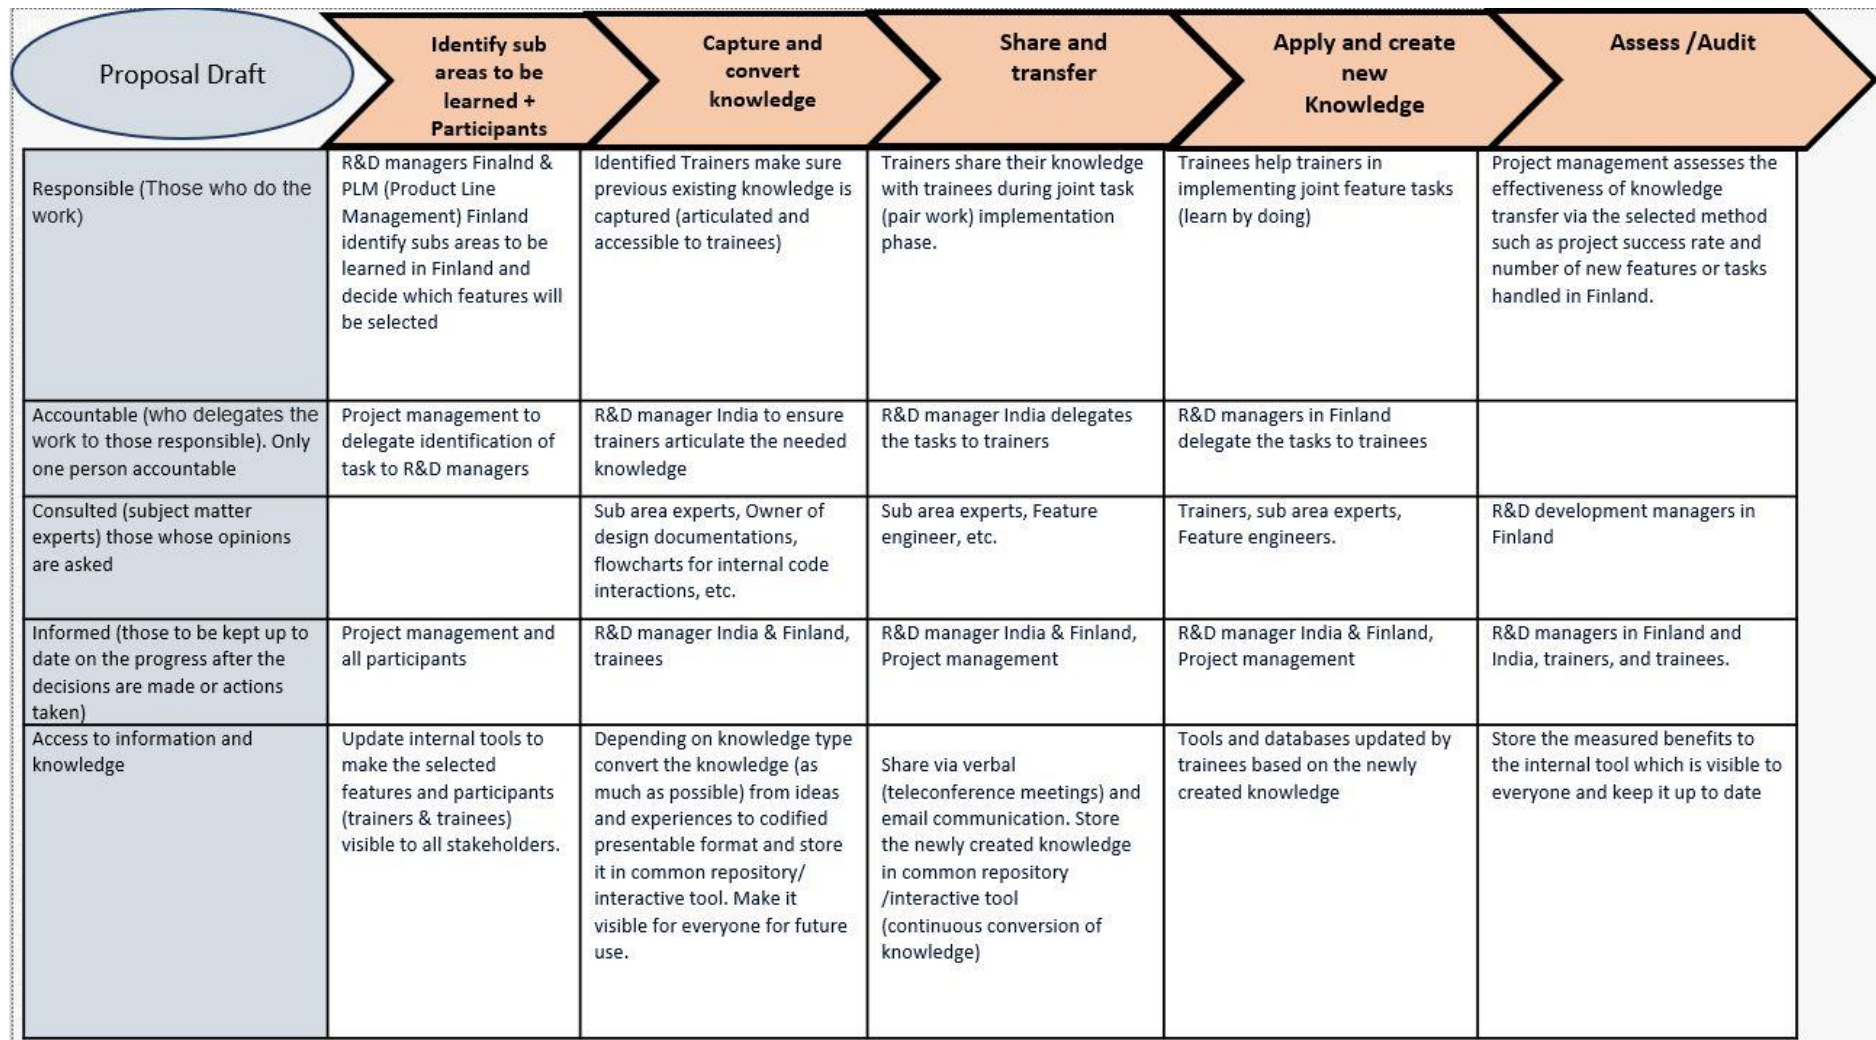 Proposal Draft
Identify sub
areas to be
learned +
Participants
Capture and
convert
knowledge
Share and
transfer
Apply and create
new
Knowledge
Assess /Audit
Responsible (Those who do the
work)
R&D managers Finalnd &
PLM (Product Line
Management) Finland
identify subs areas to be
learned in Finland and
decide which features will
be selected
Identified Trainers make sure
previous existing knowledge is
captured (articulated and
accessible to trainees)
Trainers share their knowledge
with trainees during joint task
(pair work) implementation
phase.
Trainees help trainers in
implementing joint feature tasks
(learn by doing)
Project management assesses the
effectiveness of knowledge
transfer via the selected method
such as project success rate and
number of new features or tasks
handled in Finland.
Accountable (who delegates the
work to those responsible). Only
one person accountable
Project management to
delegate identification of
task to R&D managers
R&D manager India to ensure
trainers articulate the needed
knowledge
R&D manager India delegates
the tasks to trainers
R&D managers in Finland
delegate the tasks to trainees
Consulted (subject matter
experts) those whose opinions
are asked
Sub area experts, Owner of
design documentations,
flowcharts for internal code
interactions, etc.
Sub area experts, Feature
engineer, etc.
Trainers, sub area experts,
Feature engineers.
R&D development managers in
Finland
Informed (those to be kept up to
date on the progress after the
decisions are made or actions
taken)
Project management and
all participants
R&D manager India & Finland,
trainees
R&D manager India & Finland,
Project management
R&D manager India & Finland,
Project management
R&D managers in Finland and
India, trainers, and trainees.
Access to information and
knowledge
Update internal tools to
make the selected
features and participants
(trainers & trainees)
visible to all stakeholders.
Depending on knowledge type
convert the knowledge (as
much as possible) from ideas
and experiences to codified
presentable format and store
it in common repository/
interactive tool. Make it
visible for everyone for future
use.
Share via verbal
(teleconference meetings) and
email communication. Store
the newly created knowledge
in common repository
/interactive tool
(continuous conversion of
knowledge)
Tools and databases updated by
trainees based on the newly
created knowledge
Store the measured benefits to
the internal tool which is visible to
everyone and keep it up to date